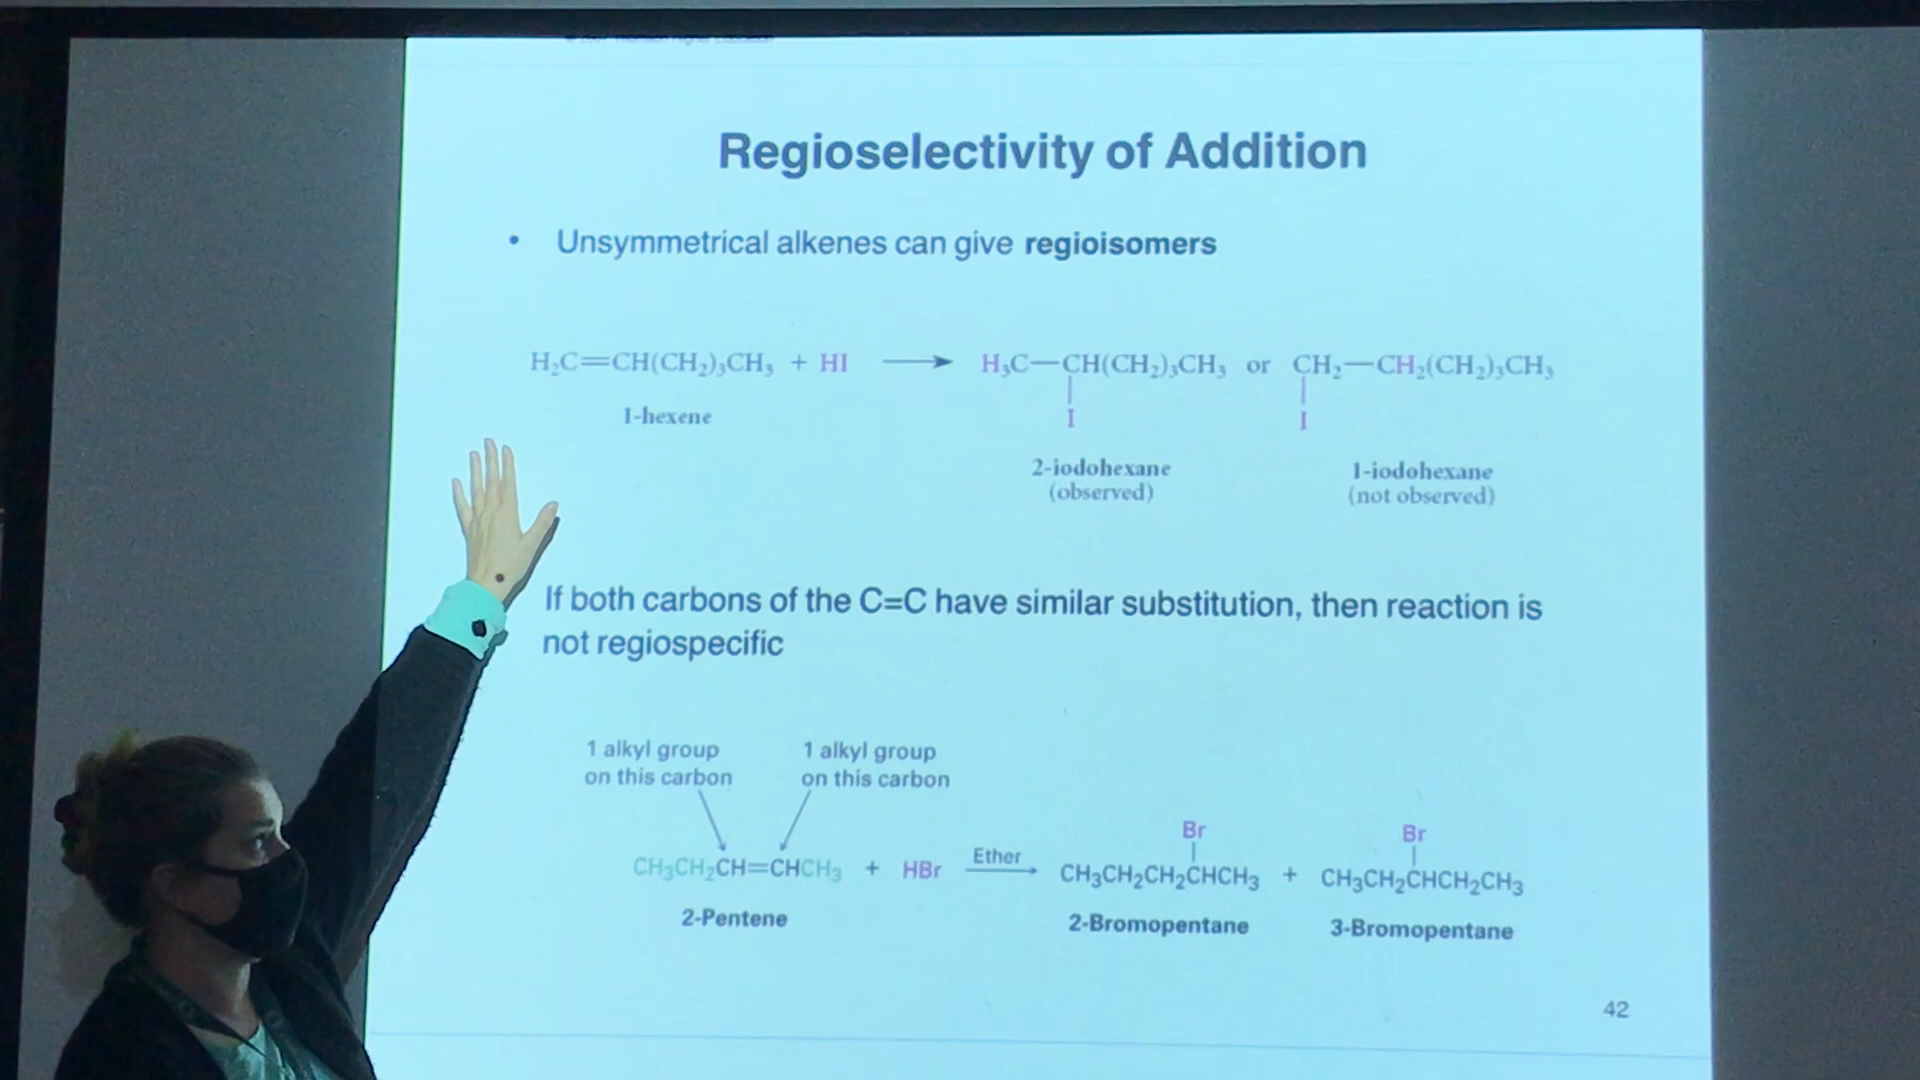 Regioselectivity of Addition
• Unsymmetrical alkenes can give regioisomers
H₂C=CH(CH₂)₃CH₃ + HI ⟶ H₃C—CH(CH₂)₃CH₃ or CH₂—CH₂(CH₂)₃CH₃
I I
1-hexene
2-iodohexane 1-iodohexane
(observed) (not observed)
If both carbons of the C=C have similar substitution, then reaction is
not regiospecific
1 alkyl group 1 alkyl group
on this carbon on this carbon
Br Br
CH₃CH₂CH=CHCH₃ + HBr Ether ⟶ CH₃CH₂CH₂CHCH₃ + CH₃CH₂CHCH₂CH₃
2-Pentene 2-Bromopentane 3-Bromopentane
42